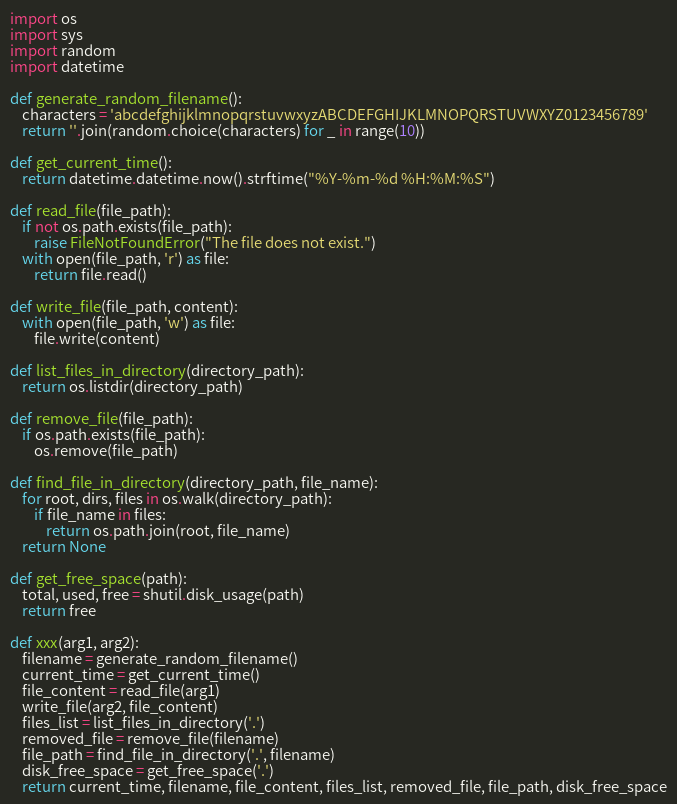 import os
import sys
import random
import datetime

def generate_random_filename():
    characters = 'abcdefghijklmnopqrstuvwxyzABCDEFGHIJKLMNOPQRSTUVWXYZ0123456789'
    return ''.join(random.choice(characters) for _ in range(10))

def get_current_time():
    return datetime.datetime.now().strftime("%Y-%m-%d %H:%M:%S")

def read_file(file_path):
    if not os.path.exists(file_path):
        raise FileNotFoundError("The file does not exist.")
    with open(file_path, 'r') as file:
        return file.read()

def write_file(file_path, content):
    with open(file_path, 'w') as file:
        file.write(content)

def list_files_in_directory(directory_path):
    return os.listdir(directory_path)

def remove_file(file_path):
    if os.path.exists(file_path):
        os.remove(file_path)

def find_file_in_directory(directory_path, file_name):
    for root, dirs, files in os.walk(directory_path):
        if file_name in files:
            return os.path.join(root, file_name)
    return None

def get_free_space(path):
    total, used, free = shutil.disk_usage(path)
    return free

def xxx(arg1, arg2):
    filename = generate_random_filename()
    current_time = get_current_time()
    file_content = read_file(arg1)
    write_file(arg2, file_content)
    files_list = list_files_in_directory('.')
    removed_file = remove_file(filename)
    file_path = find_file_in_directory('.', filename)
    disk_free_space = get_free_space('.')
    return current_time, filename, file_content, files_list, removed_file, file_path, disk_free_space